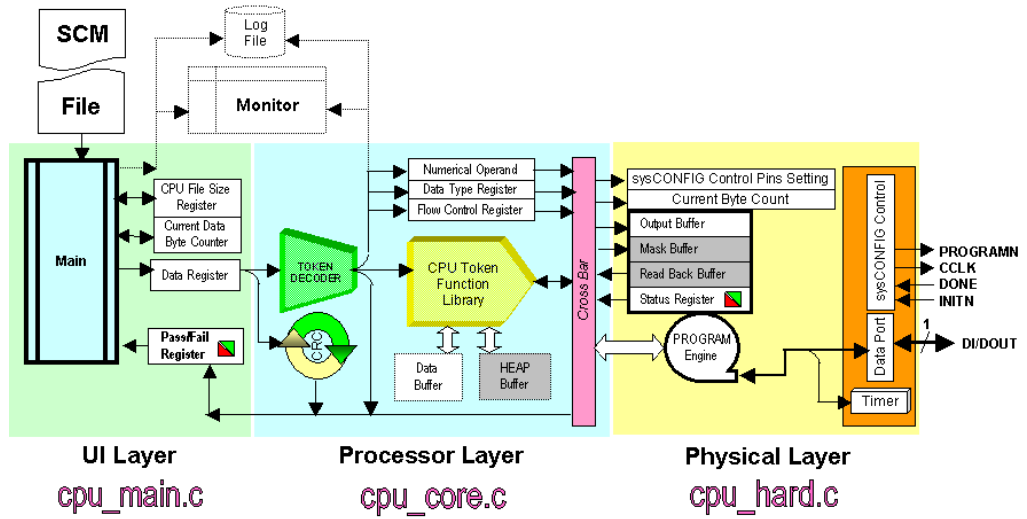 SCM
File
Log
File
Monitor
Main
CPU File Size
Register
Current Data
Byte Counter
Data Register
Pass/Fail
Register
TOKEN
DECODER
CRC
Numerical Operand
Data Type Register
Flow Control Register
CPU Token
Function
Library
Data
Buffer
HEAP
Buffer
Cross Bar
sysCONFIG Control Pins Setting
Current Byte Count
Output Buffer
Mask Buffer
Read Back Buffer
Status Register
PROGRAM
Engine
sysCONFIG Control
Data Port
Timer
PROGRAMN
CCLK
DONE
INITN
1
DI/DOUT
UI Layer
Processor Layer
Physical Layer
cpu_main.c
cpu_core.c
cpu_hard.c